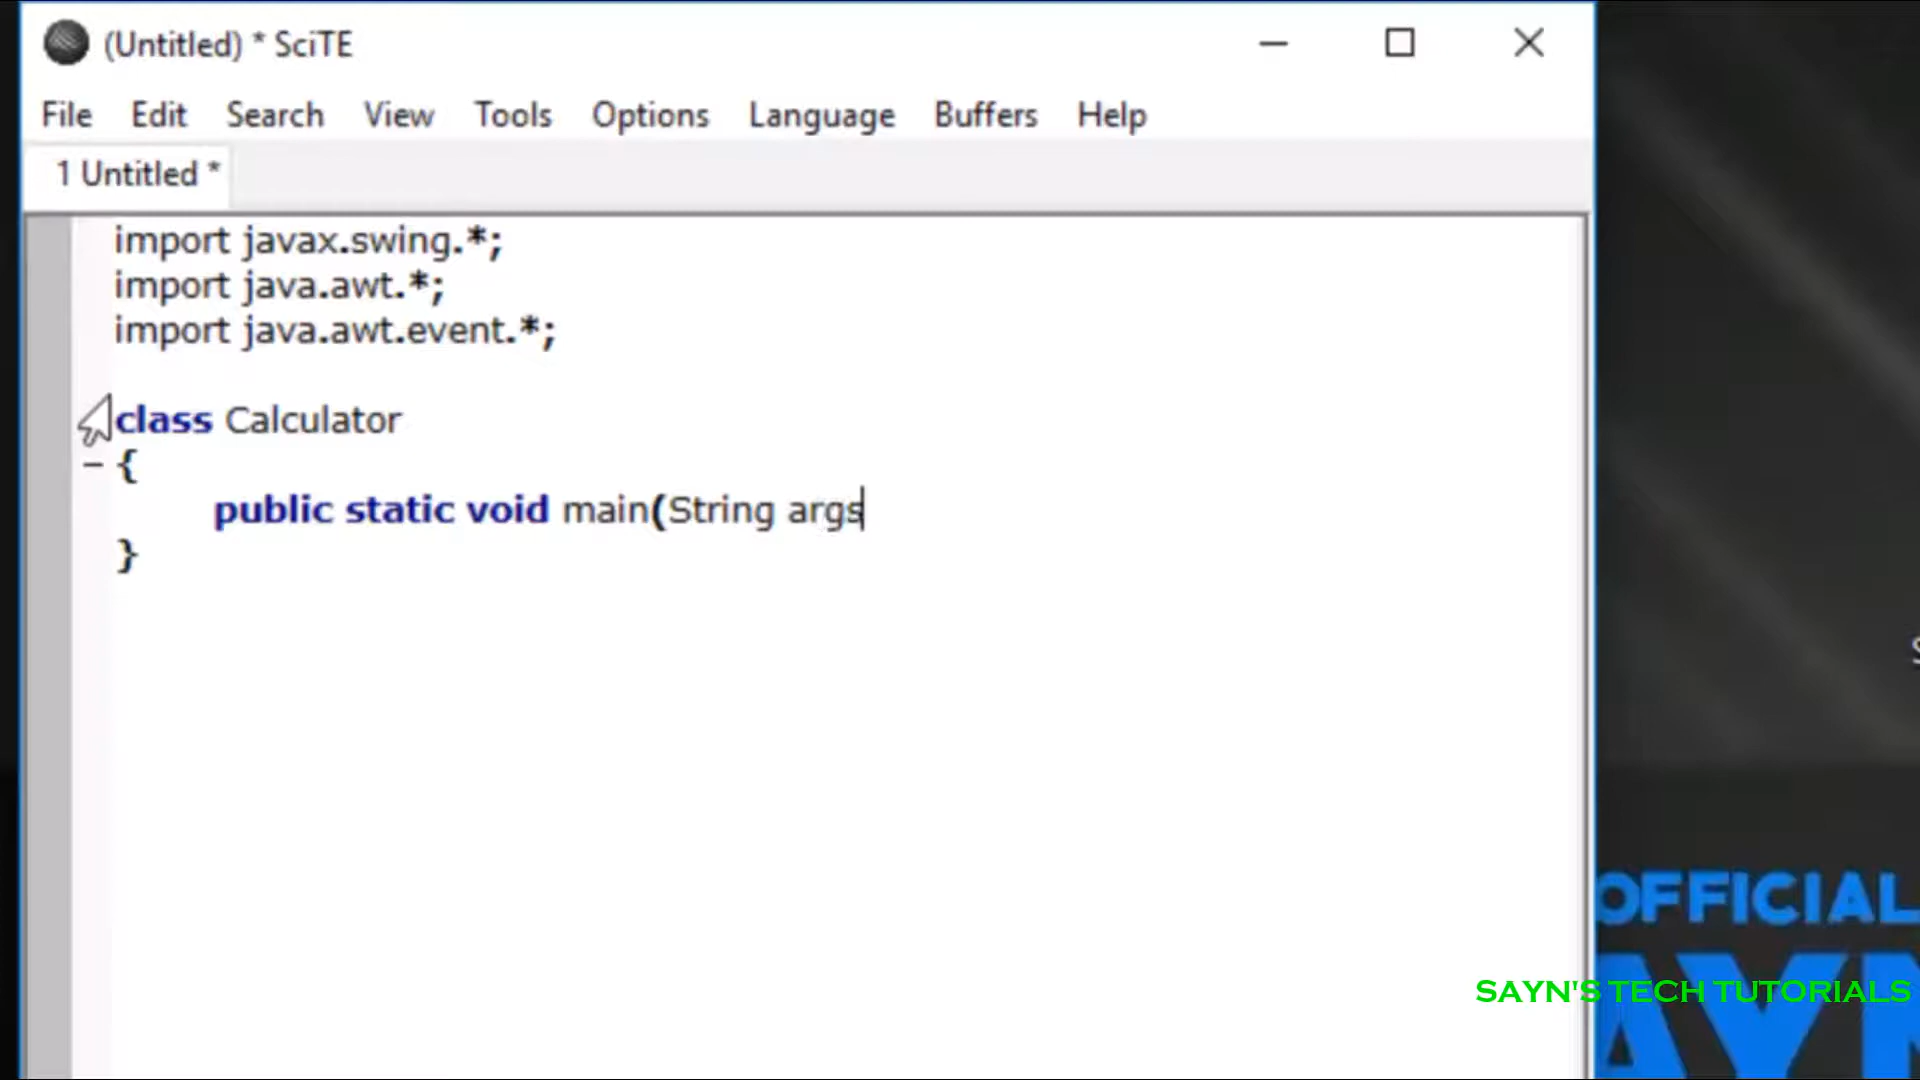 (Untitled) * SciTE
File Edit Search View Tools Options Language Buffers Help
1 Untitled *
import javax.swing.*;
import java.awt.*;
import java.awt.event.*;
class Calculator
{
public static void main(String args
}
OFFICIAL
SAYN'S TECH TUTORIALS